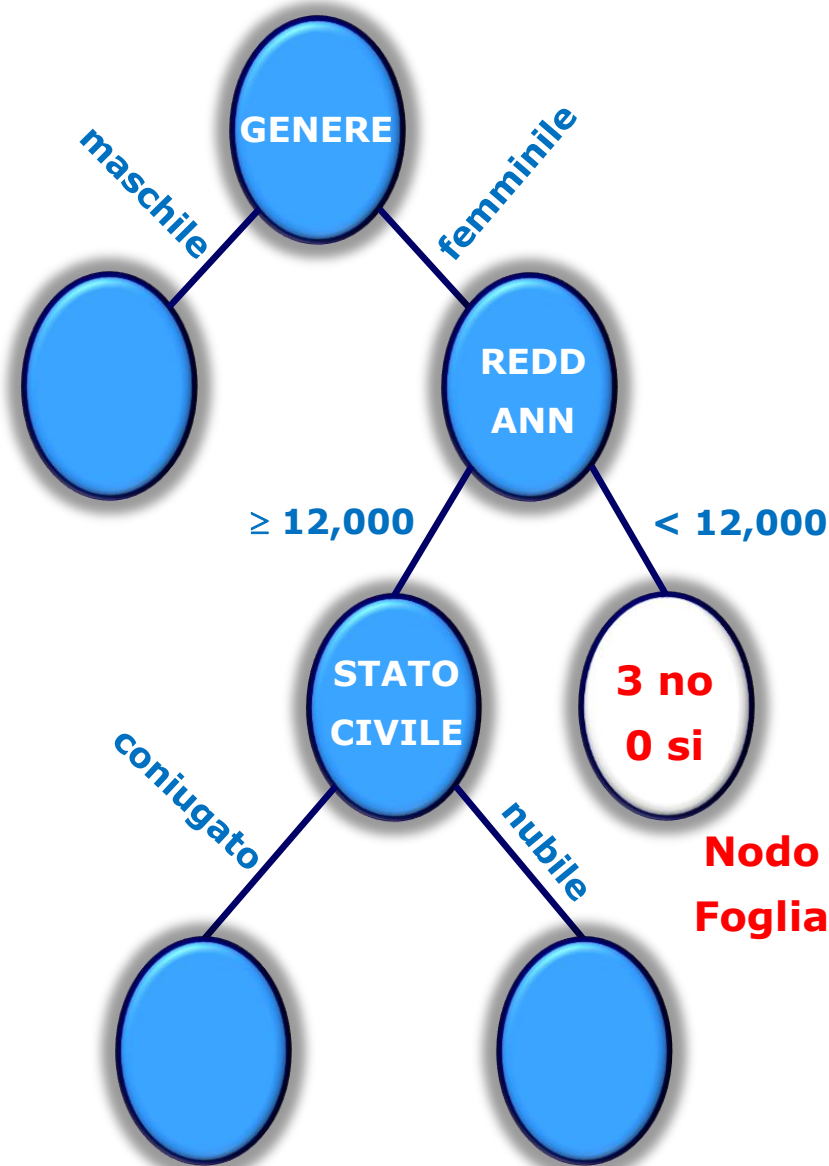 GENERE
maschile
femminile
REDD
ANN
≥ 12,000
< 12,000
STATO
CIVILE
3 no
0 si
coniugato
nubile
Nodo
Foglia